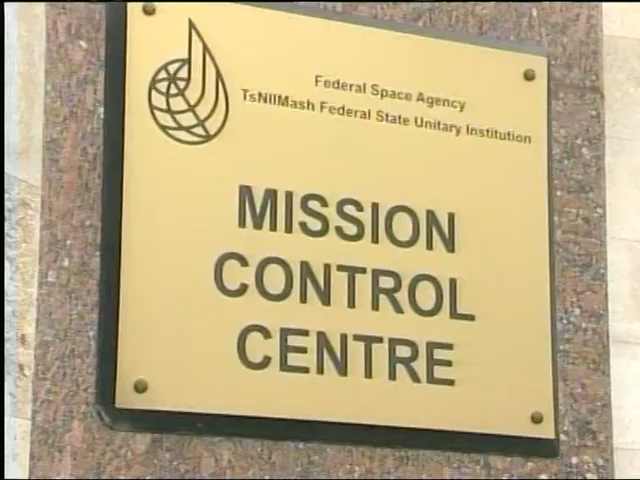 Federal Space Agency
TsNIIMash Federal State Unitary Institution
MISSION
CONTROL
CENTRE